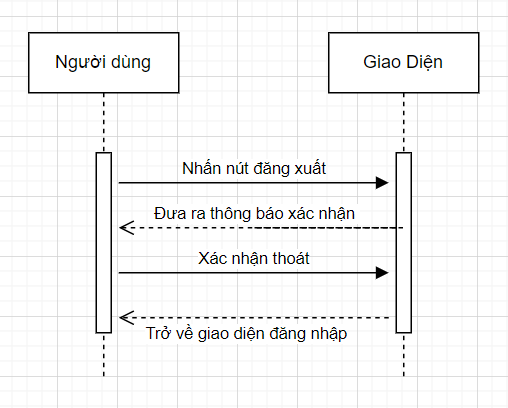 Người dùng
Giao Diện
Nhấn nút đăng xuất
Đưa ra thông báo xác nhận
Xác nhận thoát
Trở về giao diện đăng nhập